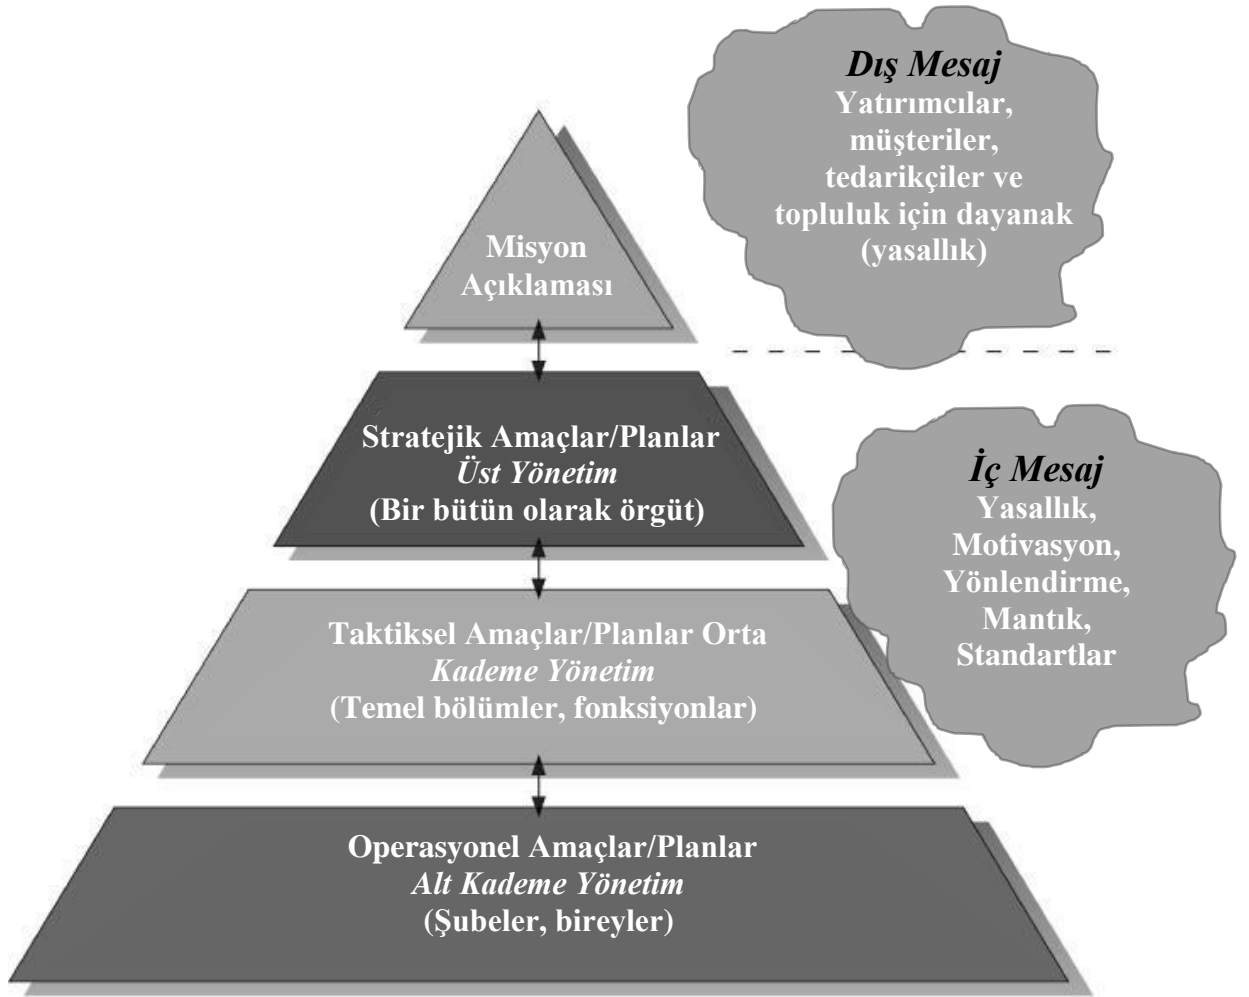 Dış Mesaj
Yatırımcılar,
müşteriler,
tedarikçiler ve
topluluk için dayanak
(yasallık)
Misyon
Açıklaması
Stratejik Amaçlar/Planlar
Üst Yönetim
(Bir bütün olarak örgüt)
İç Mesaj
Yasallık,
Motivasyon,
Yönlendirme,
Mantık,
Standartlar
Taktiksel Amaçlar/Planlar Orta
Kademe Yönetim
(Temel bölümler, fonksiyonlar)
Operasyonel Amaçlar/Planlar
Alt Kademe Yönetim
(Şubeler, bireyler)